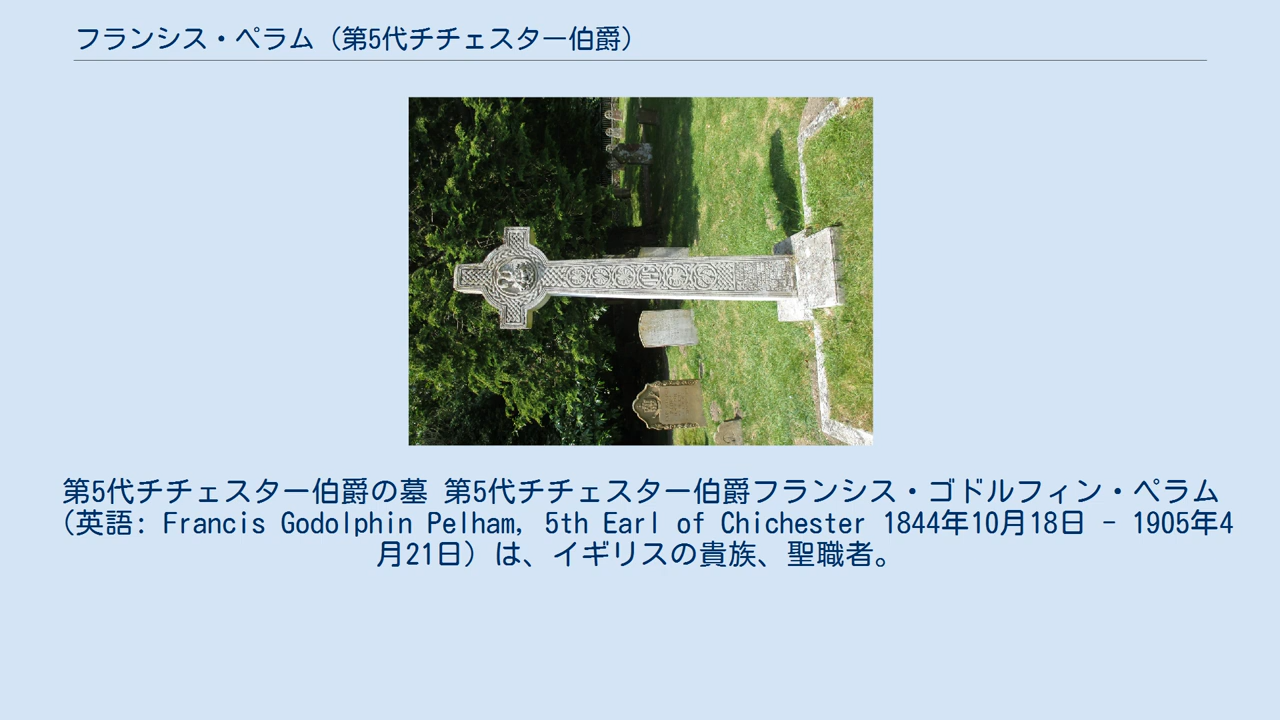 フランシス・ペラム（第5代チチェスター伯爵）
第5代チチェスター伯爵の墓 第5代チチェスター伯爵フランシス・ゴドルフィン・ペラム
（英語: Francis Godolphin Pelham, 5th Earl of Chichester 1844年10月18日 - 1905年4
月21日）は、イギリスの貴族、聖職者。